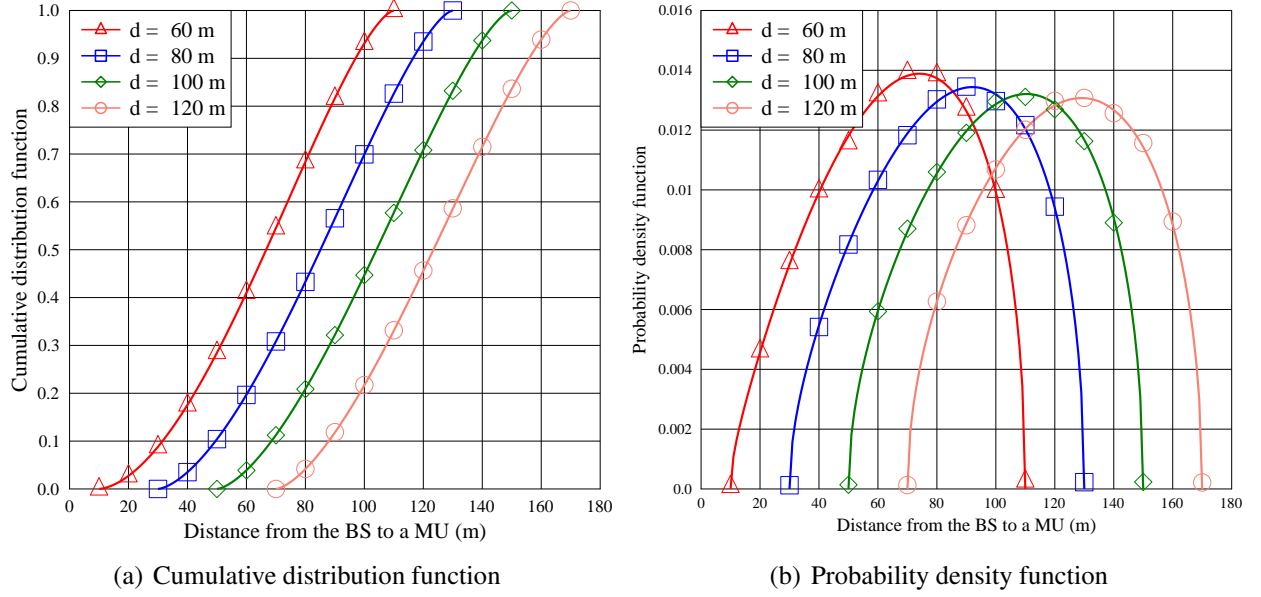 1.0
0.9
0.8
0.7
0.6
0.5
0.4
0.3
0.2
0.1
0.0
Cumulative distribution function
d = 60 m
d = 80 m
d = 100 m
d = 120 m
0 20 40 60 80 100 120 140 160 180
Distance from the BS to a MU (m)
(a) Cumulative distribution function
0.016
0.014
0.012
0.01
0.008
0.006
0.004
0.002
0.0
Probability density function
d = 60 m
d = 80 m
d = 100 m
d = 120 m
0 20 40 60 80 100 120 140 160 180
Distance from the BS to a MU (m)
(b) Probability density function